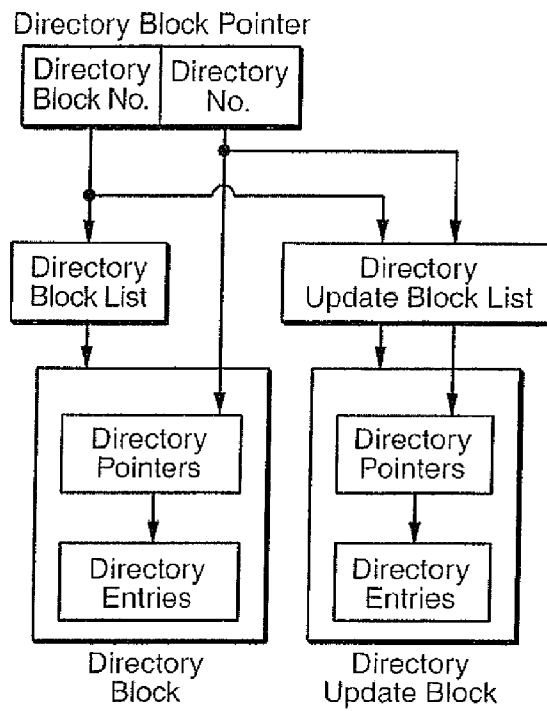 Directory Block Pointer
Directory
Block No.
Directory
No.
Directory
Block List
Directory
Update Block List
Directory
Pointers
Directory
Entries
Directory
Pointers
Directory
Entries
Directory
Block
Directory
Update Block